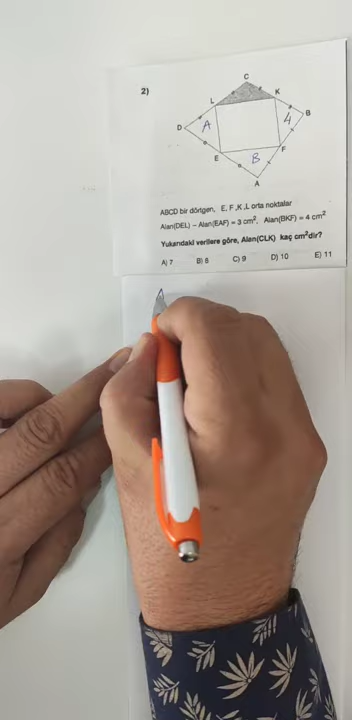 2)
C
L
K
B
D
A
4
E
B
F
A
ABCD bir dörtgen, E, F ,K ,L orta noktalar
Alan(DEL) – Alan(EAF) = 3 cm², Alan(BKF) = 4 cm²
Yukarıdaki verilere göre, Alan(CLK) kaç cm²dir?
A) 7 B) 8 C) 9 D) 10 E) 11